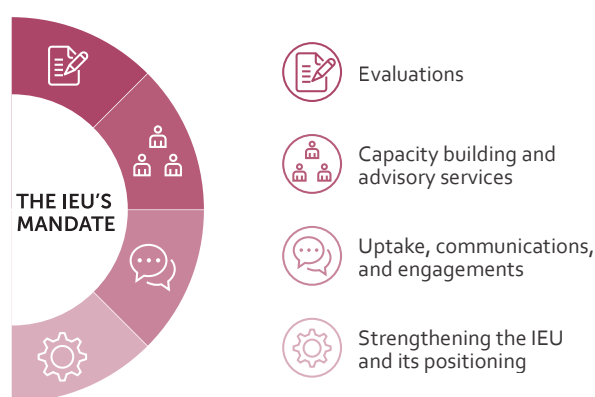 THE IEU'S
MANDATE
Evaluations
Capacity building and
advisory services
Uptake, communications,
and engagements
Strengthening the IEU
and its positioning